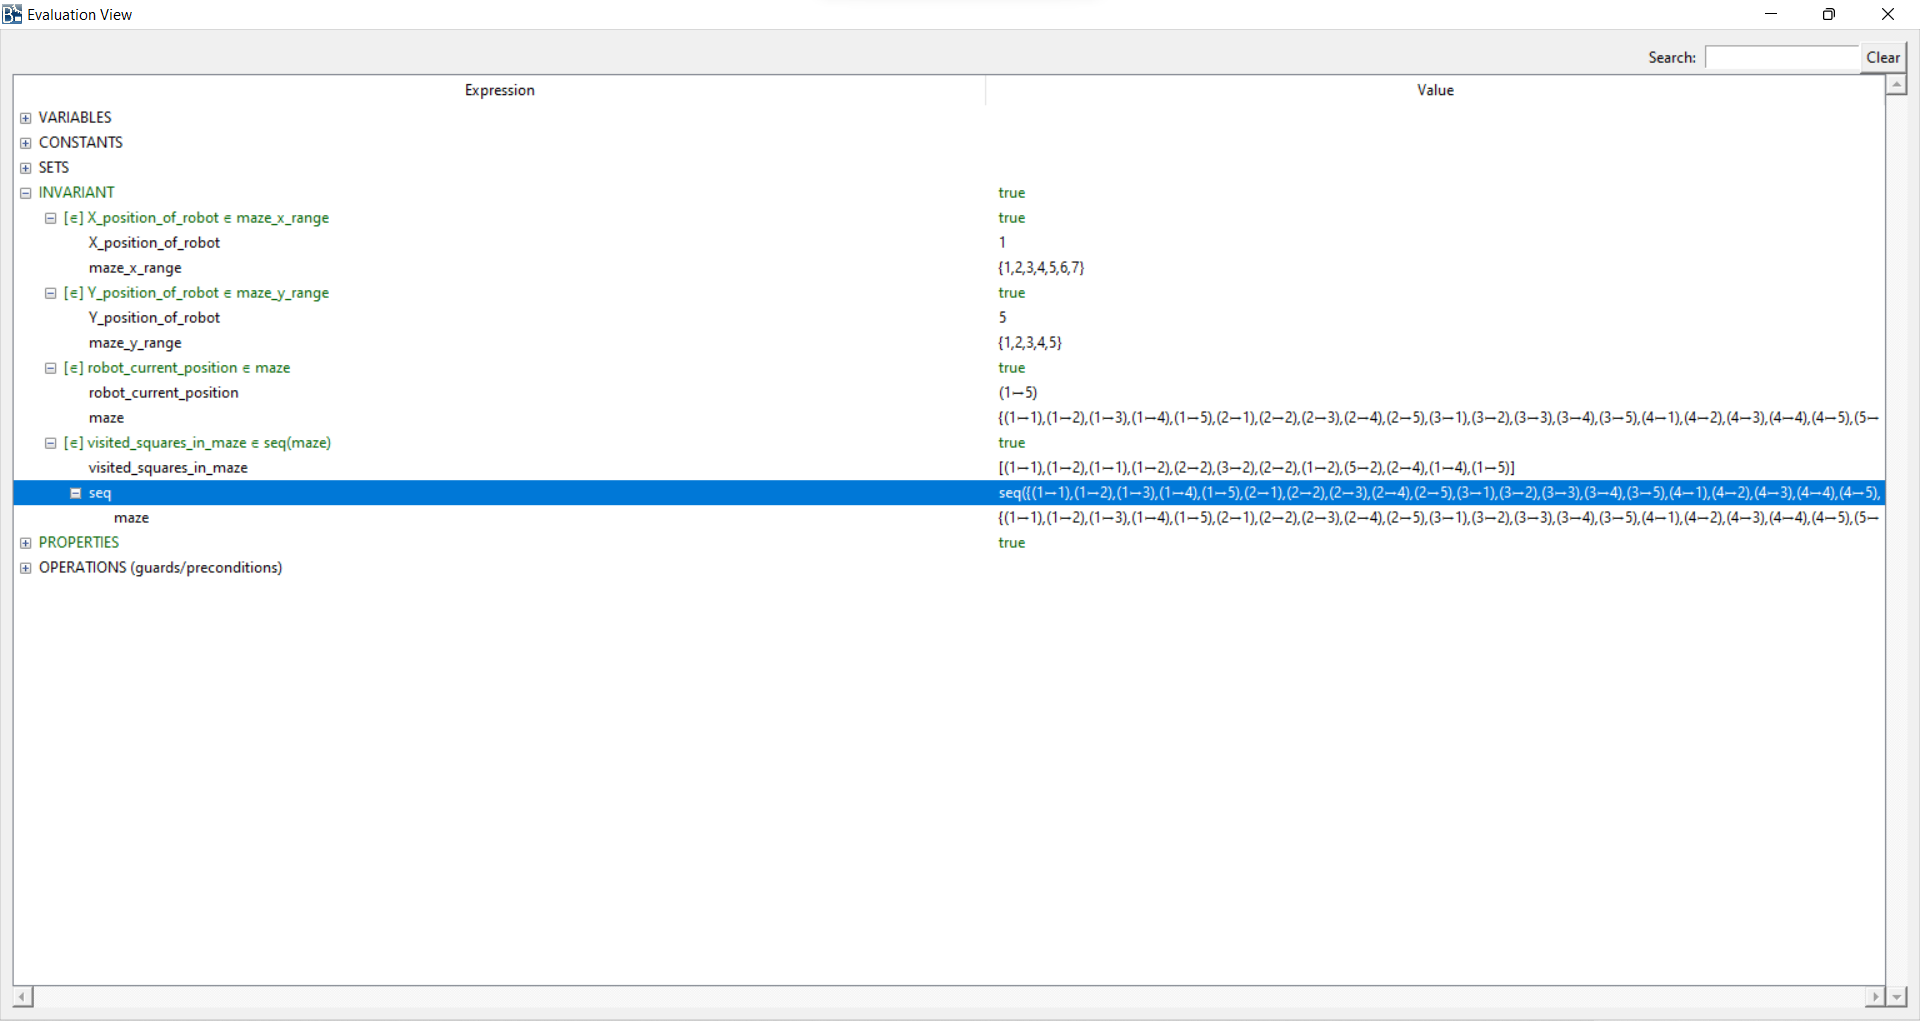 Evaluation View
Search: Clear
Expression Value
VARIABLES
CONSTANTS
SETS
INVARIANT true
[∈] X_position_of_robot ∈ maze_x_range true
X_position_of_robot 1
maze_x_range {1,2,3,4,5,6,7}
[∈] Y_position_of_robot ∈ maze_y_range true
Y_position_of_robot 5
maze_y_range {1,2,3,4,5}
[∈] robot_current_position ∈ maze true
robot_current_position (1↦5)
maze {(1↦1),(1↦2),(1↦3),(1↦4),(1↦5),(2↦1),(2↦2),(2↦3),(2↦4),(2↦5),(3↦1),(3↦2),(3↦3),(3↦4),(3↦5),(4↦1),(4↦2),(4↦3),(4↦4),(4↦5),(5↦
[∈] visited_squares_in_maze ∈ seq(maze) true
visited_squares_in_maze [(1↦1),(1↦2),(1↦1),(1↦2),(2↦2),(3↦2),(2↦2),(1↦2),(5↦2),(2↦4),(1↦4),(1↦5)]
seq seq({(1↦1),(1↦2),(1↦3),(1↦4),(1↦5),(2↦1),(2↦2),(2↦3),(2↦4),(2↦5),(3↦1),(3↦2),(3↦3),(3↦4),(3↦5),(4↦1),(4↦2),(4↦3),(4↦4),(4↦5),
maze {(1↦1),(1↦2),(1↦3),(1↦4),(1↦5),(2↦1),(2↦2),(2↦3),(2↦4),(2↦5),(3↦1),(3↦2),(3↦3),(3↦4),(3↦5),(4↦1),(4↦2),(4↦3),(4↦4),(4↦5),(5↦
PROPERTIES true
OPERATIONS (guards/preconditions)